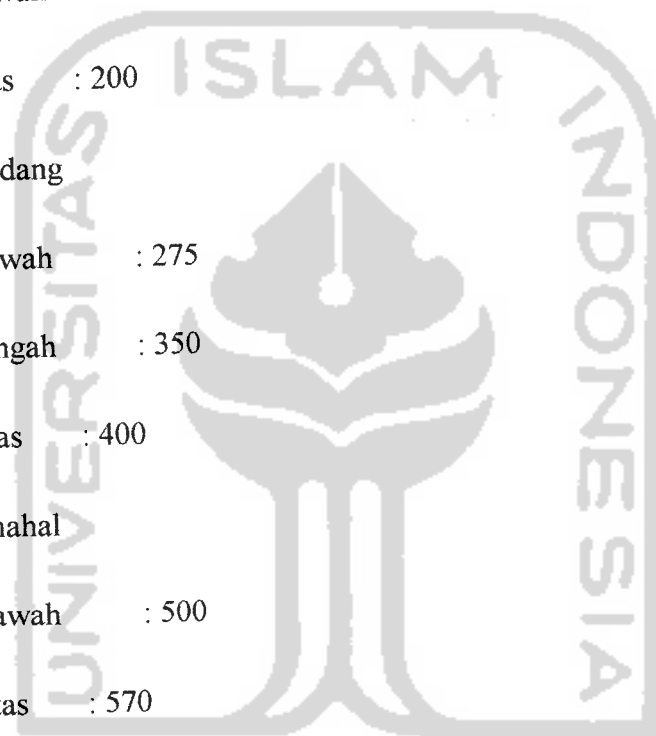 ISLAM
UNIVERSITAS
INDONESIA
as : 200
dang
wah : 275
ngah : 350
as : 400
nahal
awah : 500
tas : 570